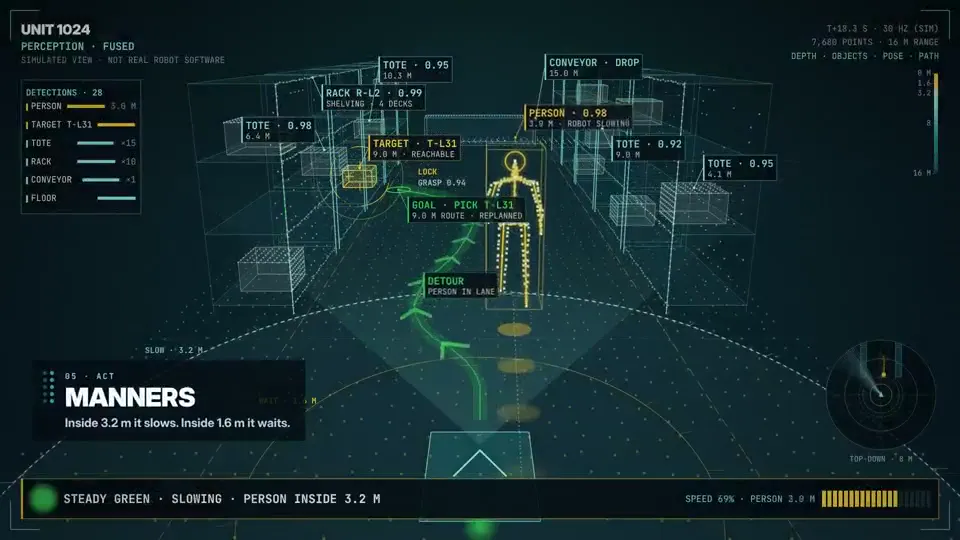 UNIT 1024
PERCEPTION · FUSED
SIMULATED VIEW · NOT REAL ROBOT SOFTWARE
T+18.3 S · 30 HZ (SIM)
7,680 POINTS · 16 M RANGE
DEPTH · OBJECTS · POSE · PATH
0 M
1.6
3.2
8
16 M
DETECTIONS · 28
PERSON 3.6 M
TARGET T-L31
TOTE ×15
RACK ×10
CONVEYOR ×1
FLOOR
TOTE · 0.95
10.3 M
CONVEYOR · DROP
15.0 M
RACK R-L2 · 0.99
SHELVING · 4 DECKS
PERSON · 0.98
3.0 M · ROBOT SLOWING
TOTE · 0.98
6.4 M
TARGET · T-L31
9.0 M · REACHABLE
TOTE · 0.92
9.0 M
TOTE · 0.95
4.1 M
LOCK
GRASP 0.94
GOAL · PICK T-L31
9.0 M ROUTE · REPLANNED
DETOUR
PERSON IN LANE
SLOW · 3.2 M
05 · ACT
MANNERS
Inside 3.2 m it slows. Inside 1.6 m it waits.
TOP-DOWN · 8 M
STEADY GREEN · SLOWING · PERSON INSIDE 3.2 M
SPEED 69% · PERSON 3.0 M